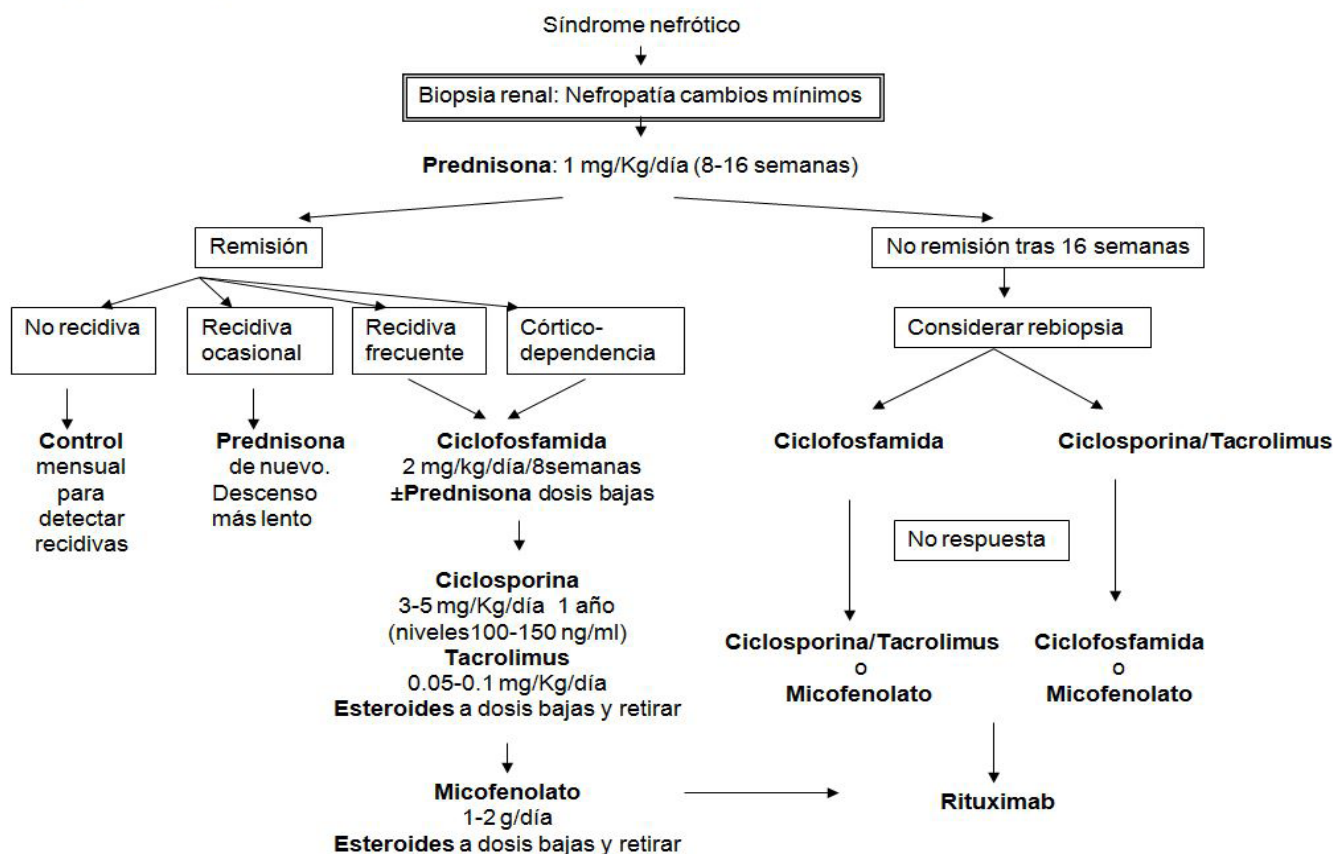 Síndrome nefrótico
Biopsia renal: Nefropatía cambios mínimos
Prednisona: 1 mg/Kg/día (8-16 semanas)
Remisión
No remisión tras 16 semanas
No recidiva
Recidiva
ocasional
Recidiva
frecuente
Córtico-
dependencia
Considerar rebiopsia
Control
mensual
para
detectar
recidivas
Prednisona
de nuevo.
Descenso
más lento
Ciclofosfamida
2 mg/kg/día/8semanas
±Prednisona dosis bajas
Ciclosporina
3-5 mg/Kg/día 1 año
(niveles100-150 ng/ml)
Tacrolimus
0.05-0.1 mg/Kg/día
Esteroides a dosis bajas y retirar
Micofenolato
1-2 g/día
Esteroides a dosis bajas y retirar
Ciclofosfamida
Ciclosporina/Tacrolimus
No respuesta
Ciclosporina/Tacrolimus
o
Micofenolato
Ciclofosfamida
o
Micofenolato
Rituximab